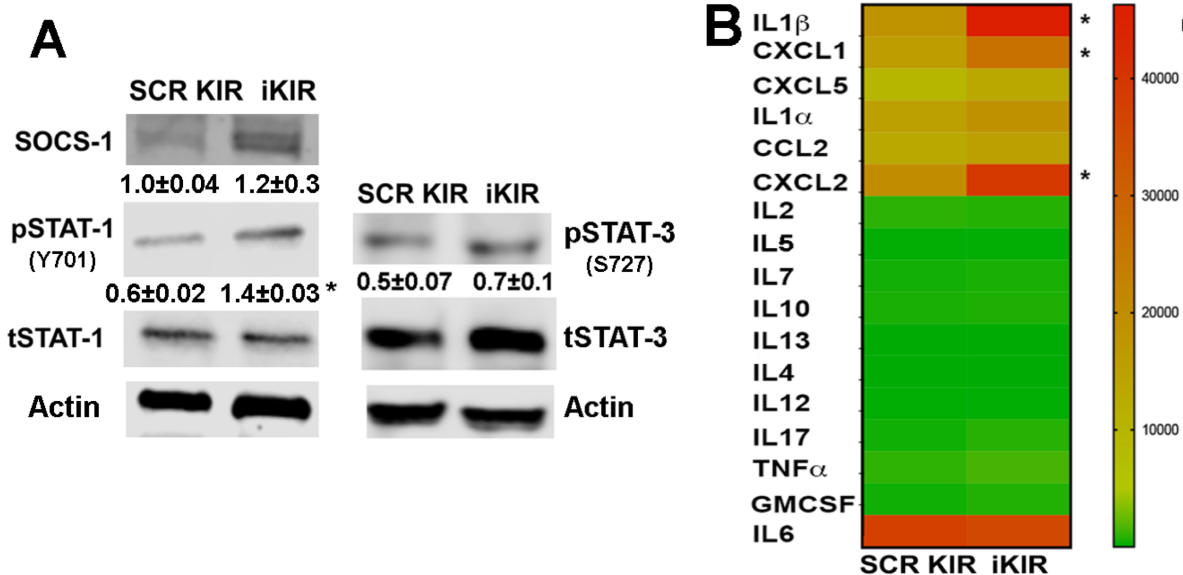 A
SCR KIR iKIR
SOCS-1
1.0±0.04 1.2±0.3
pSTAT-1
(Y701)
0.6±0.02 1.4±0.03 *
tSTAT-1
Actin
SCR KIR iKIR
pSTAT-3
(S727)
0.5±0.07 0.7±0.1
tSTAT-3
Actin
B
IL1β *
CXCL1 *
CXCL5
IL1α
CCL2
CXCL2 *
IL2
IL5
IL7
IL10
IL13
IL4
IL12
IL17
TNFα
GMCSF
IL6
SCR KIR iKIR
40000
30000
20000
10000